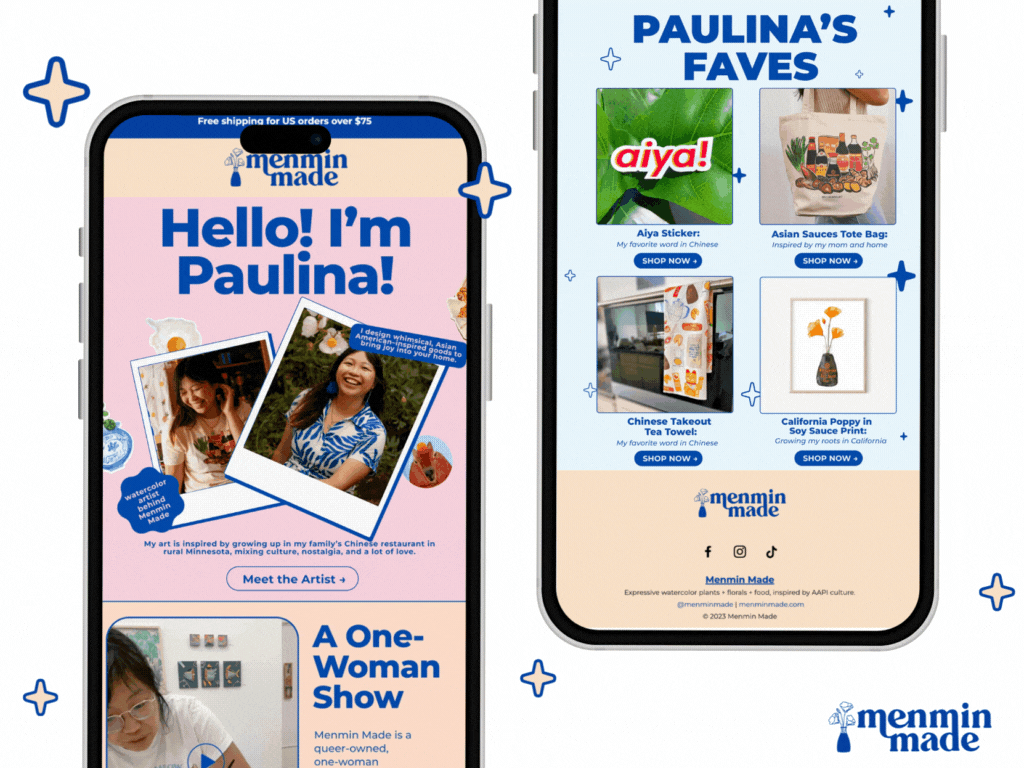 Free shipping for US orders over $75
menmin
made
Hello! I'm
Paulina!
I design whimsical, Asian
American-inspired goods to
bring joy into your home.
watercolor
artist
behind
Menmin
Made
My art is inspired by growing up in my family's Chinese restaurant in
rural Minnesota, mixing culture, nostalgia, and a lot of love.
Meet the Artist →
A One-
Woman
Show
Menmin Made is a
queer-owned,
one-woman
PAULINA'S
FAVES
aiya!
Aiya Sticker:
My favorite word in Chinese
SHOP NOW →
Asian Sauces Tote Bag:
Inspired by my mom and home
SHOP NOW →
Chinese Takeout
Tea Towel:
My favorite word in Chinese
SHOP NOW →
California Poppy in
Soy Sauce Print:
Growing my roots in California
SHOP NOW →
menmin
made
Menmin Made
Expressive watercolor plants + florals + food, inspired by AAPI culture.
@menminmade | menminmade.com
© 2023 Menmin Made
menmin
made